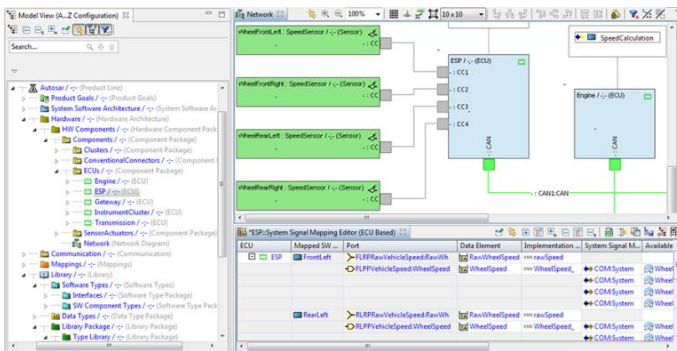 Model View (A...Z Configuration)
Search...
Autosar / -;- (Product Line)
Product Goals / -;- (Product Goals)
System Software Architecture / -;- (System Software Ar
Hardware / -;- (Hardware Architecture)
HW Components / -;- (Hardware Component Pack
Components / -;- (Component Package)
Clusters / -;- (Component Package)
ConventionalConnectors / -;- (Component
ECUs / -;- (Component Package)
Engine / -;- (ECU)
ESP / -;- (ECU)
Gateway / -;- (ECU)
InstrumentCluster / -;- (ECU)
Transmission / -;- (ECU)
SensorActuators / -;- (Component Package)
Network (Network Diagram)
Communication / -;- (Communication)
Mappings / -;- (Mappings)
Library / -;- (Library)
Software Types / -;- (Software Types)
Interfaces / -;- (Software Type Package)
SW Component Types / -;- (Software Type Pack
Data Types / -;- (Data Type Package)
Library Package / -;- (Library Package)
Type Library / -;- (Library Package)
Network
100%
10 x 10
WheelFrontLeft : SpeedSensor / -;- (Sensor)
- : CC
WheelFrontRight : SpeedSensor / -;- (Sensor)
- : CC
WheelRearLeft : SpeedSensor / -;- (Sensor)
- : CC
WheelRearRight : SpeedSensor / -;- (Sensor)
- : CC
ESP / -;- (ECU)
- : CC1
- : CC2
- : CC3
- : CC4
- : CAN
SpeedCalculation
Engine / -;- (ECU)
- : CAN
- : CAN1:CAN
*ESP::System Signal Mapping Editor (ECU Based)
ECU Mapped SW ... Port Data Element Implementation ... System Signal M... Available
ESP FrontLeft FLRPRawVehicleSpeed:RawWh RawWheelSpeed rawSpeed
FLPPVehicleSpeed:WheelSpeed WheelSpeed WheelSpeed_ COM:System Wheel
COM:System Wheel
COM:System Wheel
COM:System Wheel
RearLeft RLRPRawVehicleSpeed:RawWh RawWheelSpeed rawSpeed
RLPPVehicleSpeed:WheelSpeed WheelSpeed WheelSpeed_ COM:System Wheel
COM:System Wheel